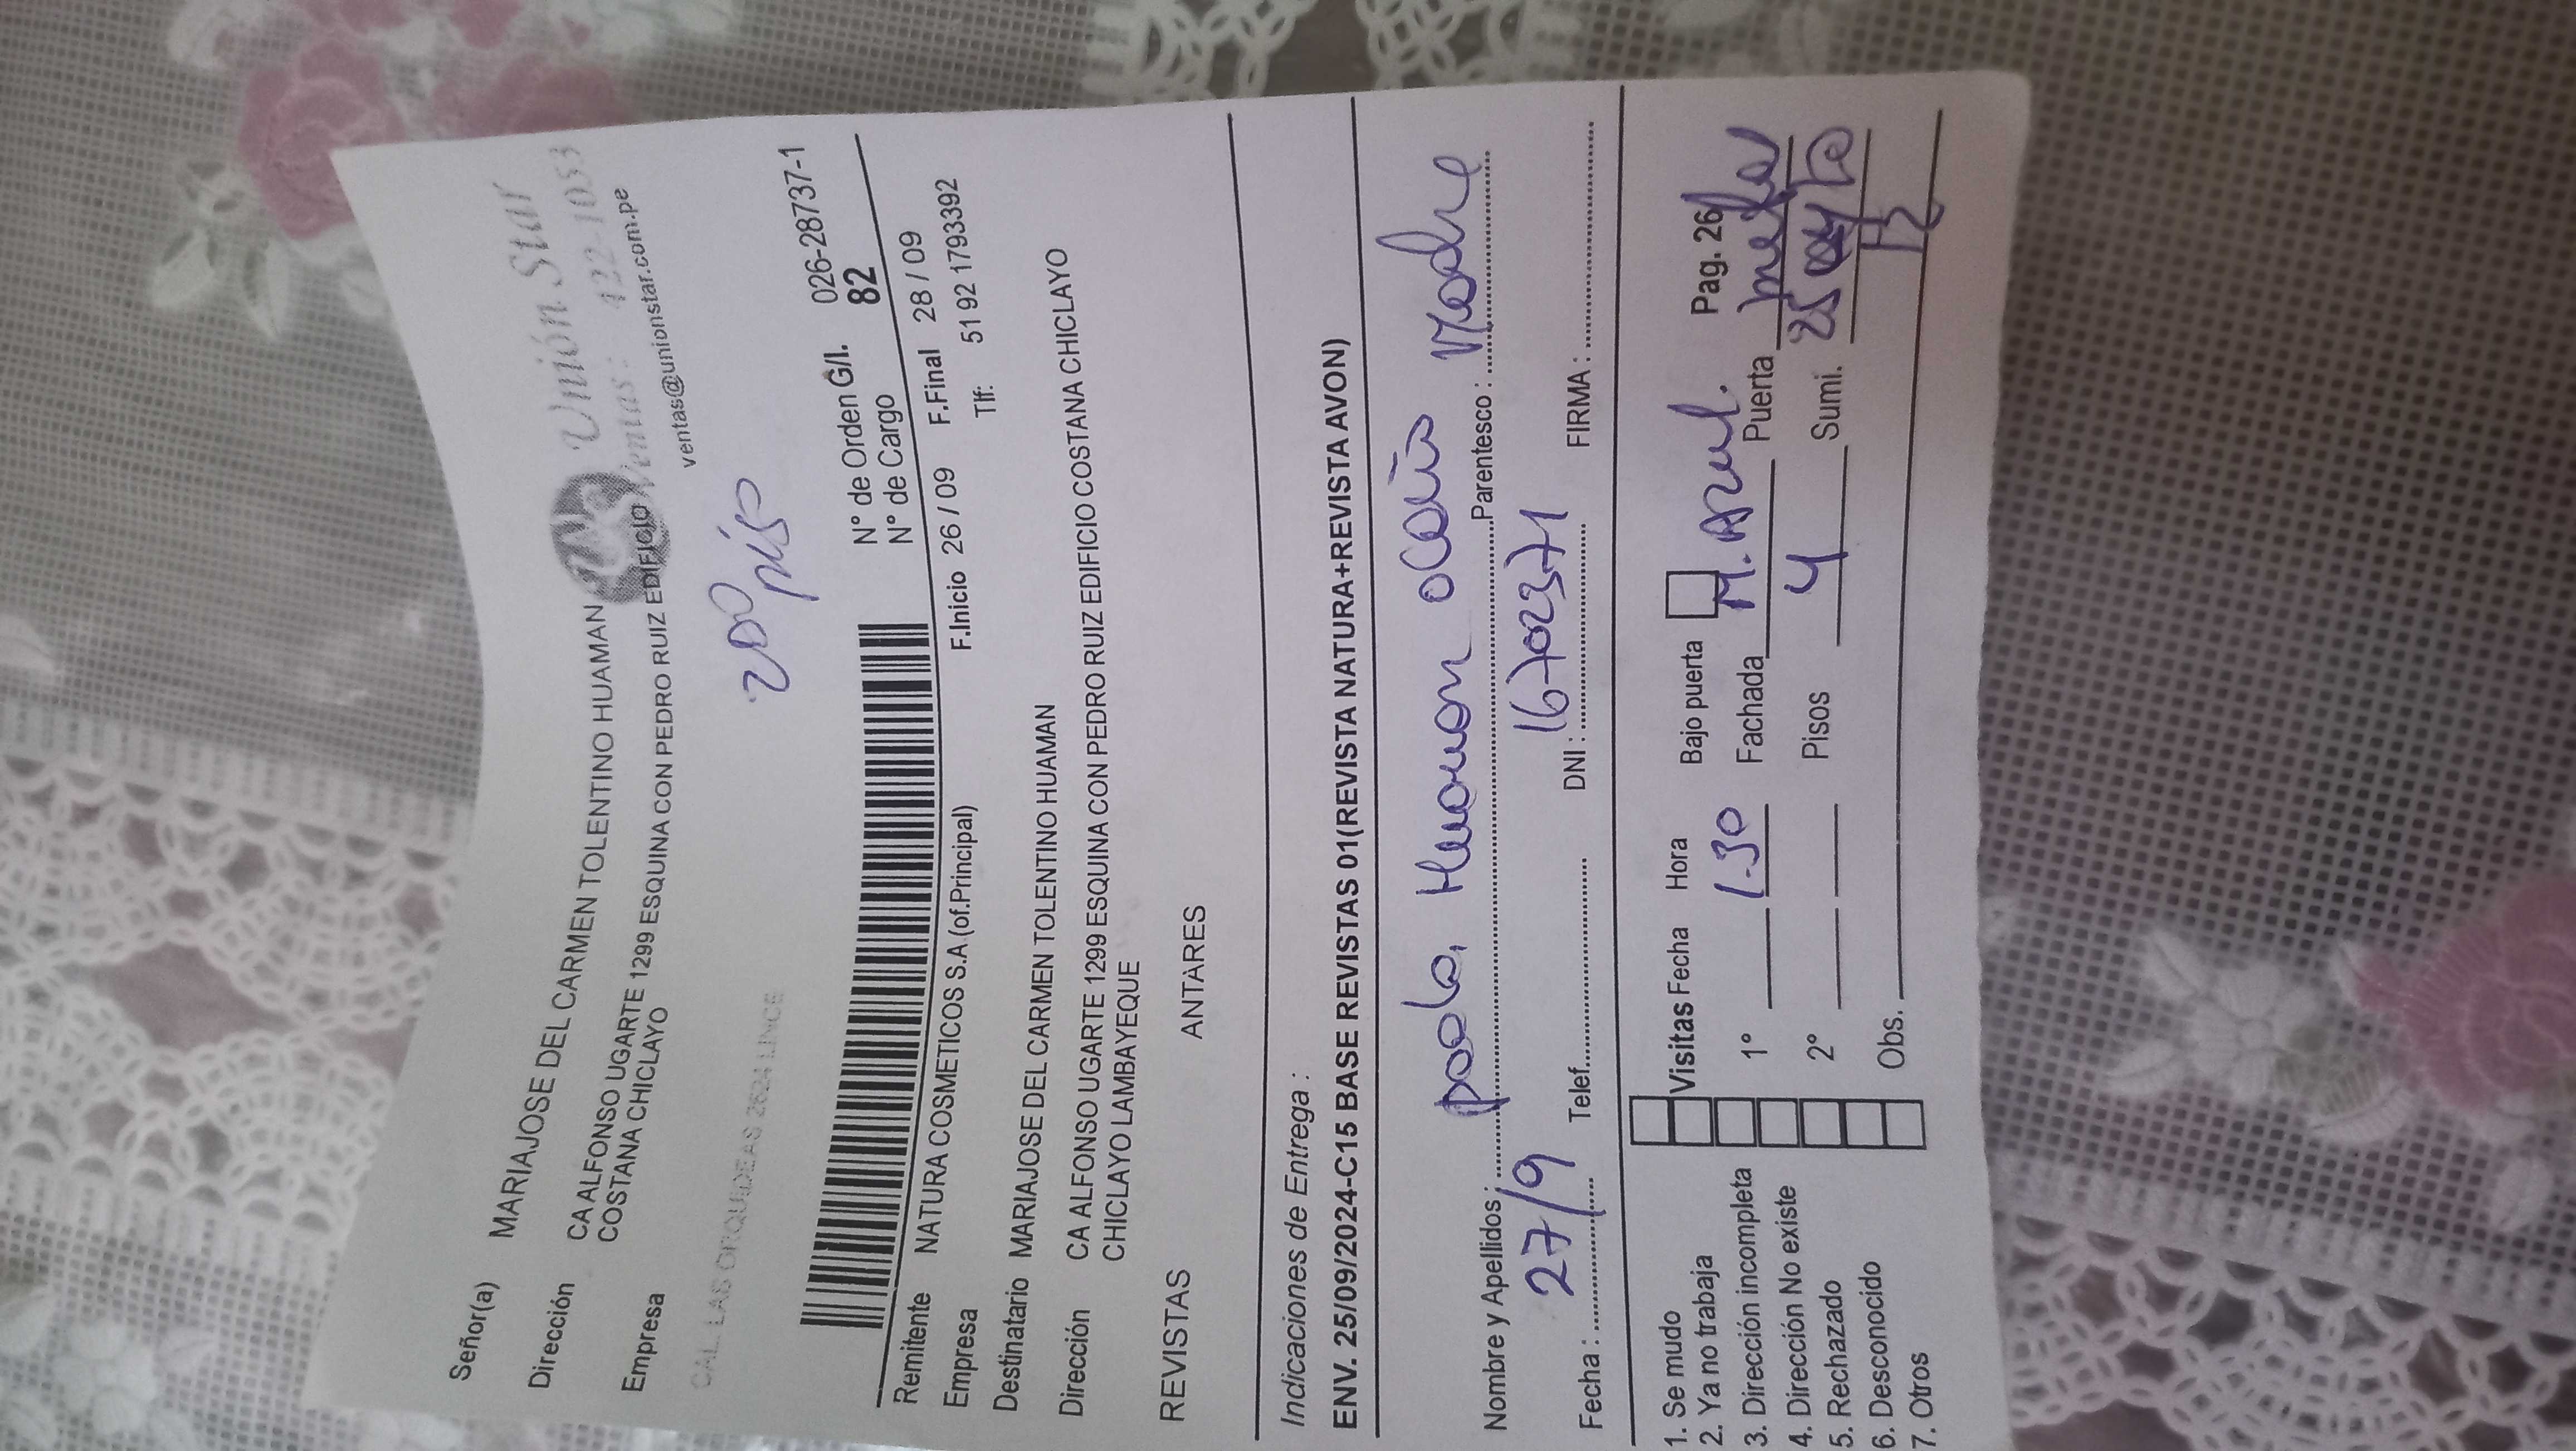 Unión Star
Ventas: 422-1053
ventas@unionstar.com.pe
Señor(a) MARIAJOSE DEL CARMEN TOLENTINO HUAMAN
Dirección CA ALFONSO UGARTE 1299 ESQUINA CON PEDRO RUIZ EDIFICIO
COSTANA CHICLAYO
Empresa
CAL LAS ORQUIDEAS 2624 LINCE
2DO piso
N° de Orden G/I. 026-28737-1
N° de Cargo 82
Remitente NATURA COSMETICOS S.A.(of.Principal) F.Inicio 26 / 09 F.Final 28 / 09
Empresa Tlf: 51 92 1793392
Destinatario MARIAJOSE DEL CARMEN TOLENTINO HUAMAN
Dirección CA ALFONSO UGARTE 1299 ESQUINA CON PEDRO RUIZ EDIFICIO COSTANA CHICLAYO
CHICLAYO LAMBAYEQUE
REVISTAS ANTARES
Indicaciones de Entrega :
ENV. 25/09/2024-C15 BASE REVISTAS 01(REVISTA NATURA+REVISTA AVON)
Nombre y Apellidos : Huaman Parentesco : Madre
Fecha : 27/9 Telef. DNI : 16702371 FIRMA :
1. Se mudo
2. Ya no trabaja
3. Dirección incompleta
4. Dirección No existe
5. Rechazado
6. Desconocido
7. Otros
Visitas Fecha Hora Bajo puerta Pag. 26
1° 1.30 Fachada M. Azul. Puerta
2° Pisos 4 Sumi.
Obs.